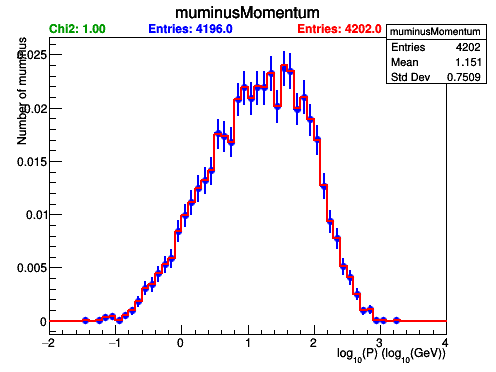 muminusMomentum
Chi2: 1.00 Entries: 4196.0 Entries: 4202.0
muminusMomentum
Entries 4202
Mean 1.151
Std Dev 0.7509
Number of muminus
0.025
0.02
0.015
0.01
0.005
0
−2 −1 0 1 2 3 4
log10(P) (log10(GeV))